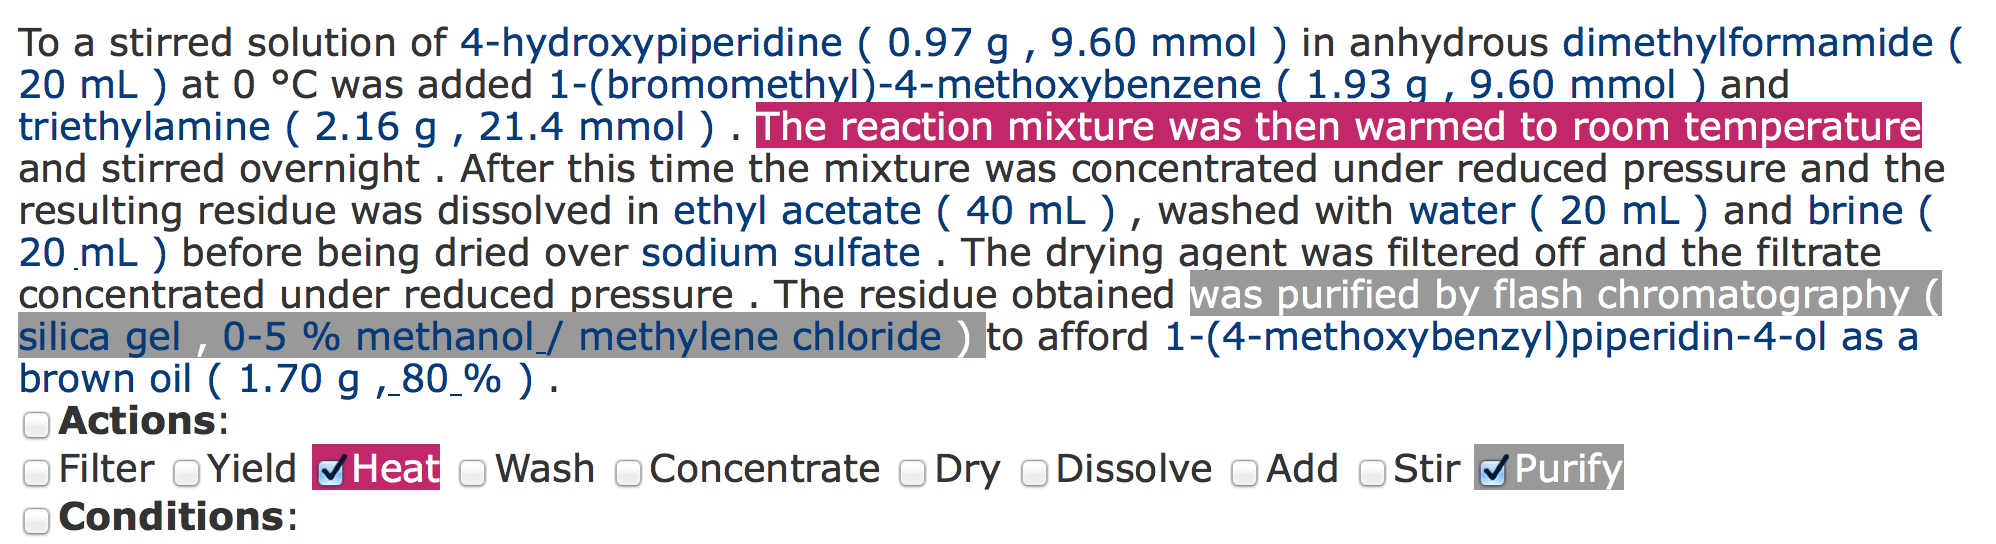 To a stirred solution of 4-hydroxypiperidine ( 0.97 g , 9.60 mmol ) in anhydrous dimethylformamide (
20 mL ) at 0 °C was added 1-(bromomethyl)-4-methoxybenzene ( 1.93 g , 9.60 mmol ) and
triethylamine ( 2.16 g , 21.4 mmol ) . The reaction mixture was then warmed to room temperature
and stirred overnight . After this time the mixture was concentrated under reduced pressure and the
resulting residue was dissolved in ethyl acetate ( 40 mL ) , washed with water ( 20 mL ) and brine (
20 mL ) before being dried over sodium sulfate . The drying agent was filtered off and the filtrate
concentrated under reduced pressure . The residue obtained was purified by flash chromatography (
silica gel , 0-5 % methanol / methylene chloride ) to afford 1-(4-methoxybenzyl)piperidin-4-ol as a
brown oil ( 1.70 g , 80 % ) .
Actions:
Filter Yield Heat Wash Concentrate Dry Dissolve Add Stir Purify
Conditions: